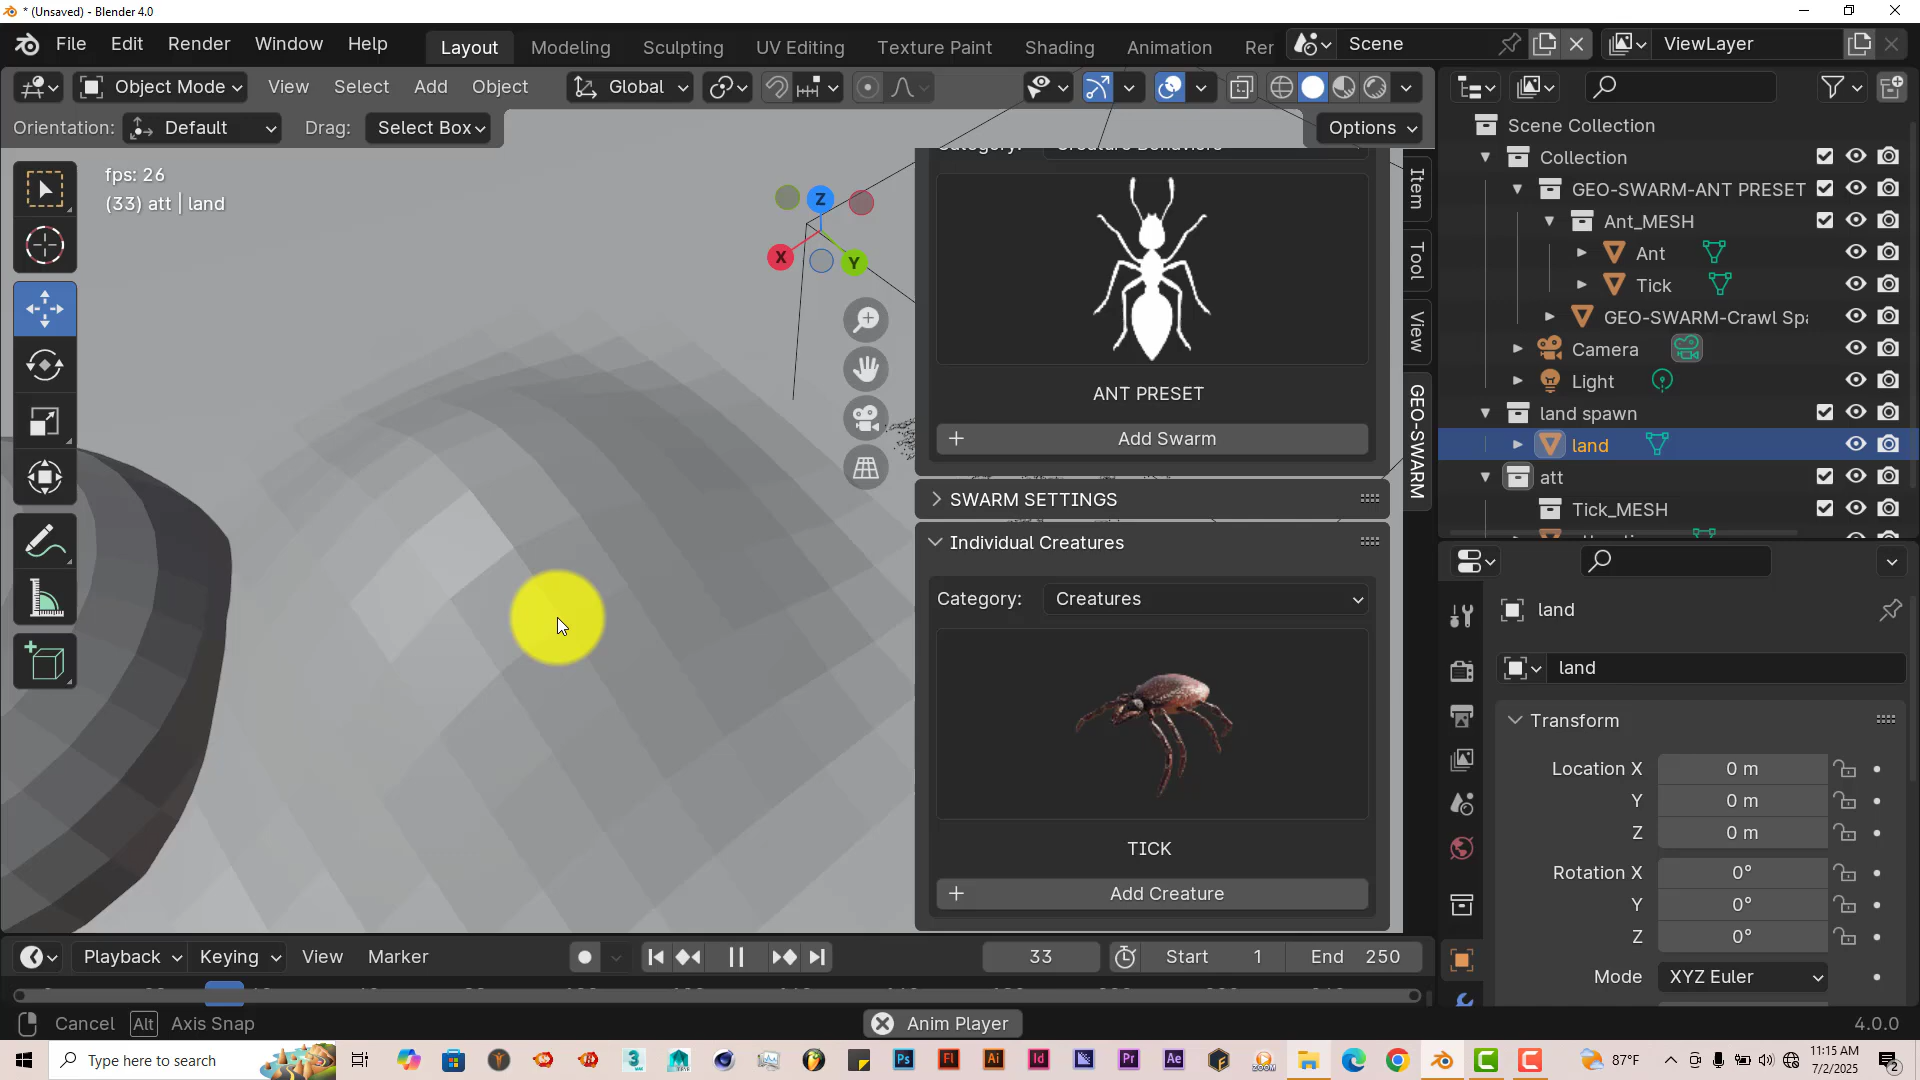 * (Unsaved) - Blender 4.0
File Edit Render Window Help
Layout Modeling Sculpting UV Editing Texture Paint Shading Animation Rer
Scene
ViewLayer
Object Mode View Select Add Object
Global
Orientation: Default Drag: Select Box
Options
fps: 26
(33) att | land
Z
X
Y
Category: Creature Behaviors
ANT PRESET
+ Add Swarm
SWARM SETTINGS
Individual Creatures
Category: Creatures
TICK
+ Add Creature
Item
Tool
View
GEO-SWARM
Scene Collection
Collection
GEO-SWARM-ANT PRESET
Ant_MESH
Ant
Tick
GEO-SWARM-Crawl Spa
Camera
Light
land spawn
land
att
Tick_MESH
land
land
Transform
Location X 0 m
Y 0 m
Z 0 m
Rotation X 0°
Y 0°
Z 0°
Mode XYZ Euler
Playback Keying View Marker
33
Start 1 End 250
Cancel Alt Axis Snap
Anim Player
4.0.0
Type here to search
87°F
11:15 AM
7/2/2025
2